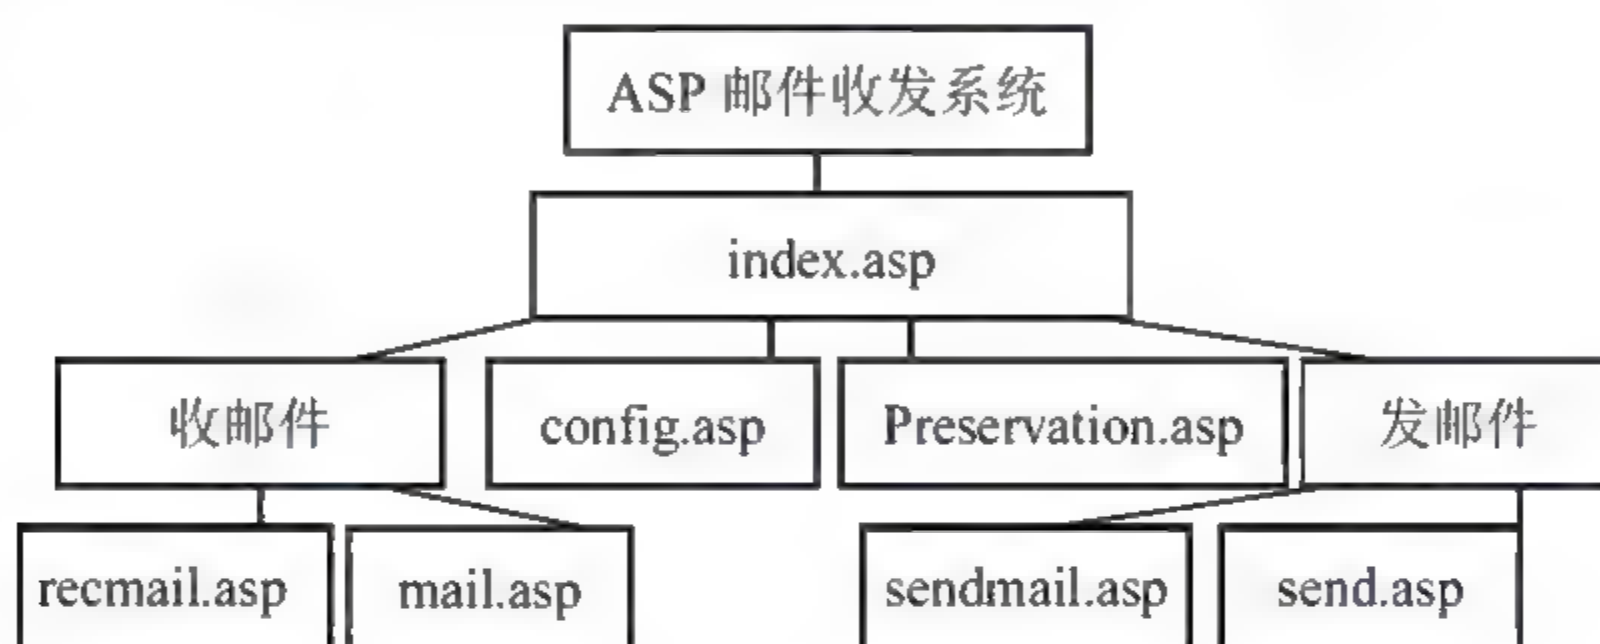 ASP 邮件收发系统
index.asp
收邮件
config.asp
Preservation.asp
发邮件
recmail.asp
mail.asp
sendmail.asp
send.asp